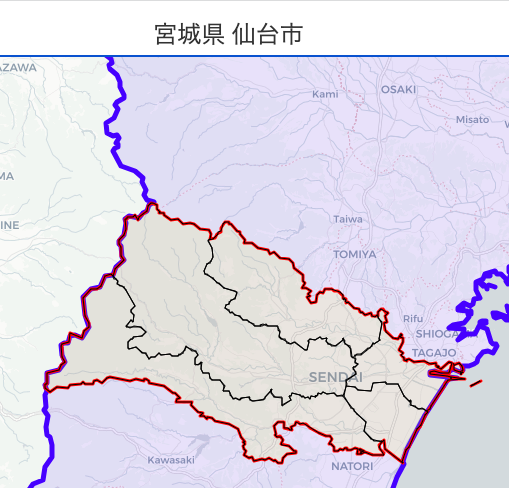 宮城県 仙台市
AZAWA
Kami
OSAKI
Misato
MA
Taiwa
INE
TOMIYA
Rifu
SHIOGA
TAGAJO
SENDAI
Kawasaki
NATORI